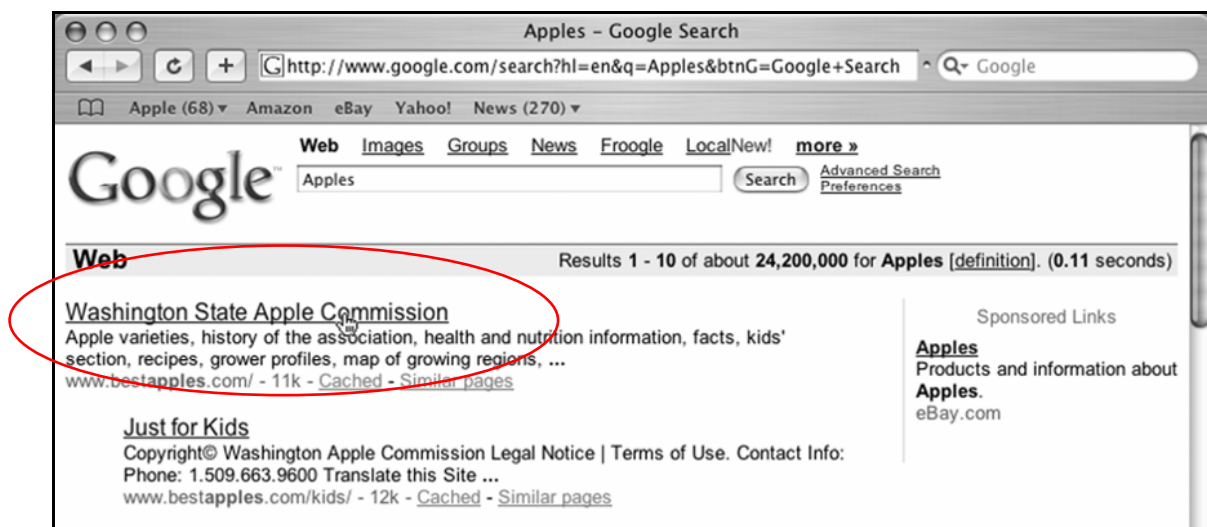 Apples – Google Search
http://www.google.com/search?hl=en&q=Apples&btnG=Google+Search
Google
Apple (68) Amazon eBay Yahoo! News (270)
Web Images Groups News Froogle LocalNew! more »
Google™
Apples
Search
Advanced Search
Preferences
Web
Results 1 - 10 of about 24,200,000 for Apples [definition]. (0.11 seconds)
Washington State Apple Commission
Apple varieties, history of the association, health and nutrition information, facts, kids'
section, recipes, grower profiles, map of growing regions, ...
www.bestapples.com/ - 11k - Cached - Similar pages
Just for Kids
Copyright© Washington Apple Commission Legal Notice | Terms of Use. Contact Info:
Phone: 1.509.663.9600 Translate this Site ...
www.bestapples.com/kids/ - 12k - Cached - Similar pages
Sponsored Links
Apples
Products and information about
Apples.
eBay.com